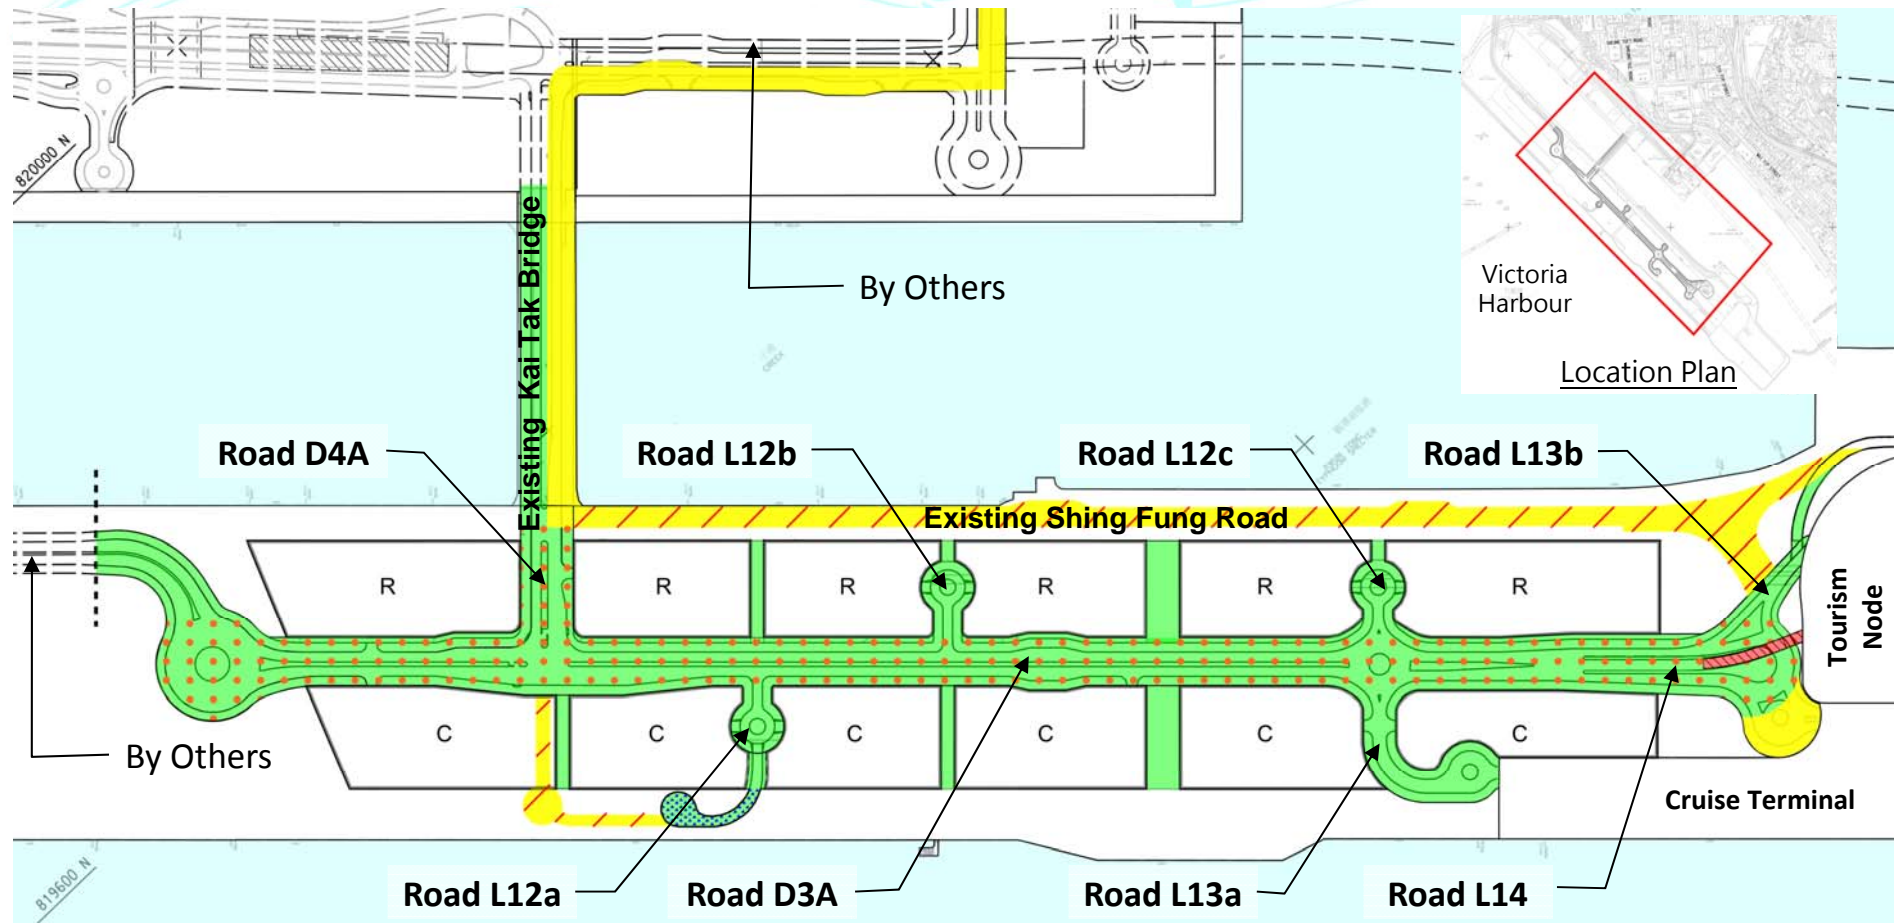 820000 N
By Others
Victoria
Harbour
Location Plan
Existing Kai Tak Bridge
Road D4A
Road L12b
Road L12c
Road L13b
Existing Shing Fung Road
R
R
R
R
R
R
Tourism
Node
C
C
C
C
C
C
By Others
Cruise Terminal
819600 N
Road L12a
Road D3A
Road L13a
Road L14